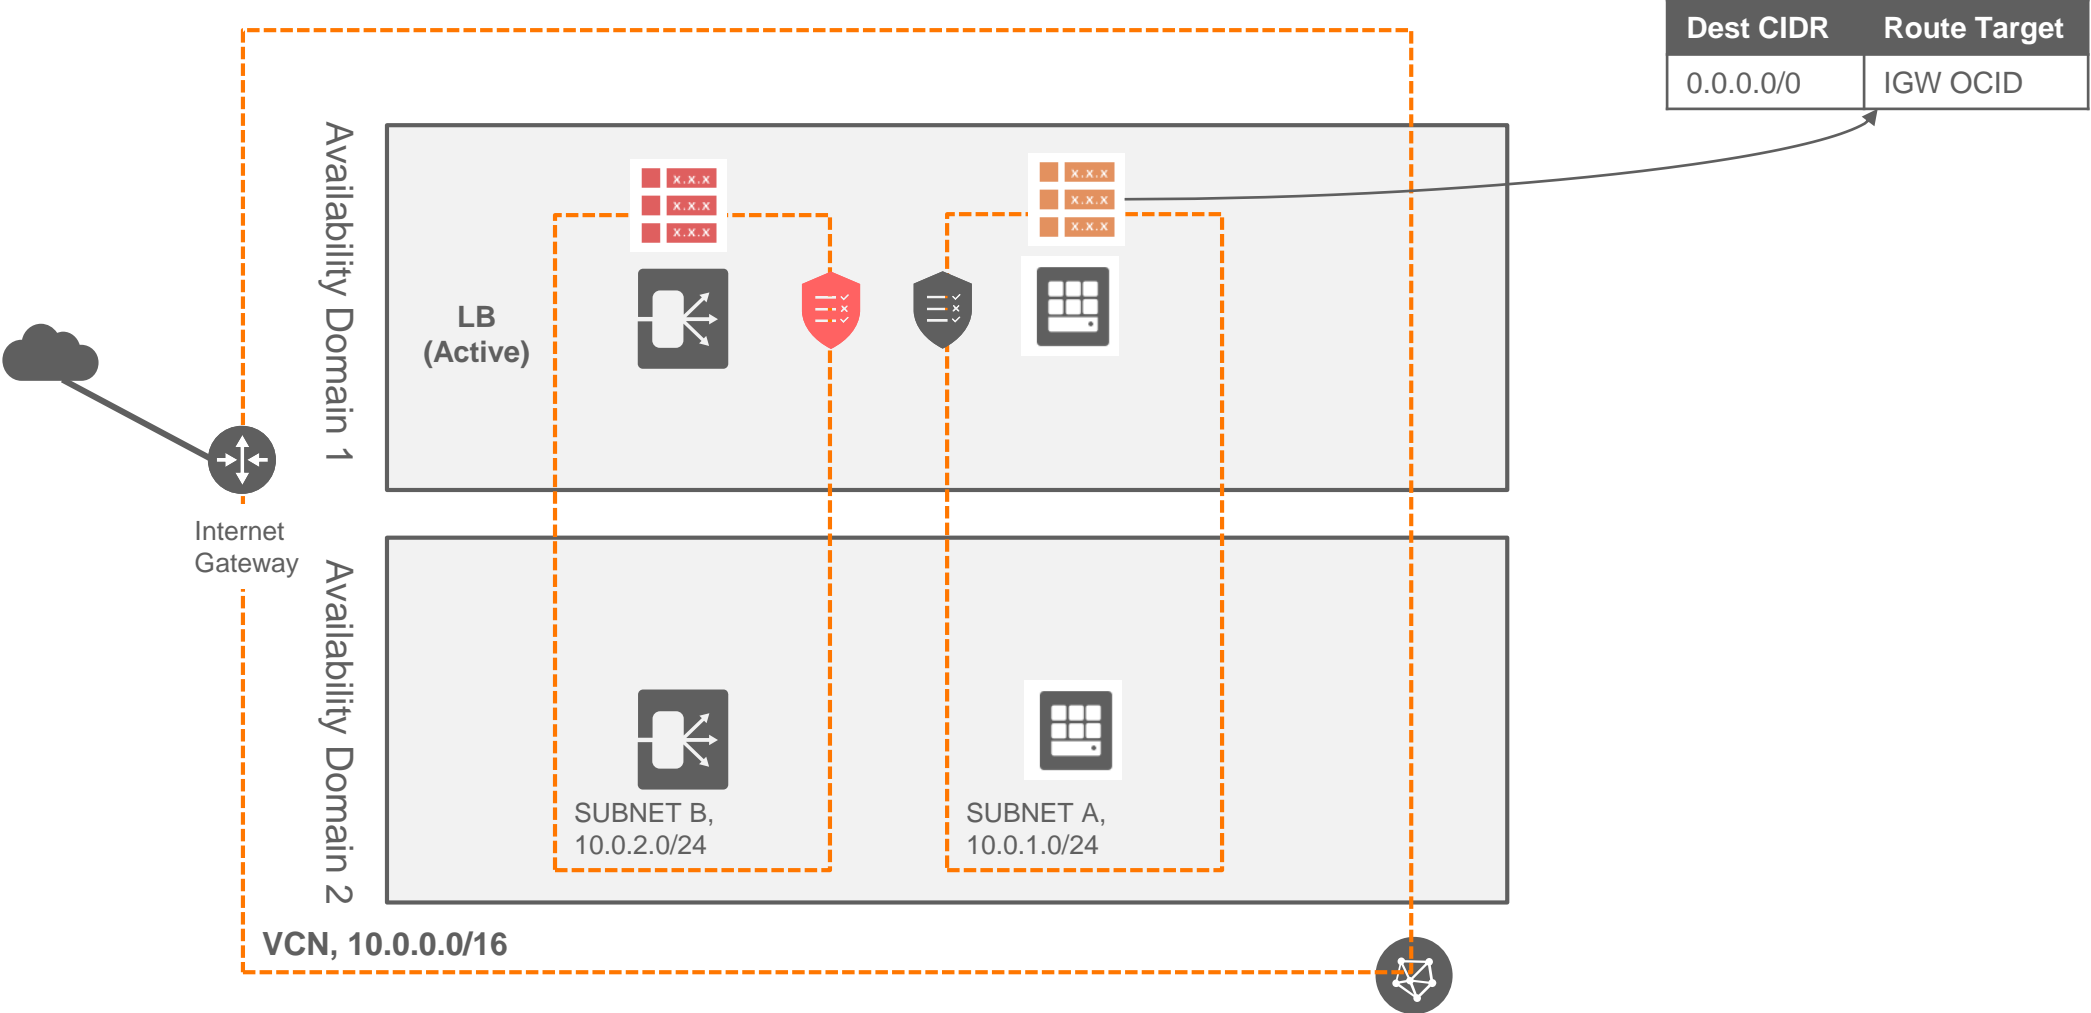 Dest CIDR Route Target
0.0.0.0/0 IGW OCID
Availability Domain 1
x.x.x
x.x.x
x.x.x
x.x.x
x.x.x
x.x.x
LB
(Active)
Internet
Gateway
Availability Domain 2
SUBNET B,
10.0.2.0/24
SUBNET A,
10.0.1.0/24
VCN, 10.0.0.0/16